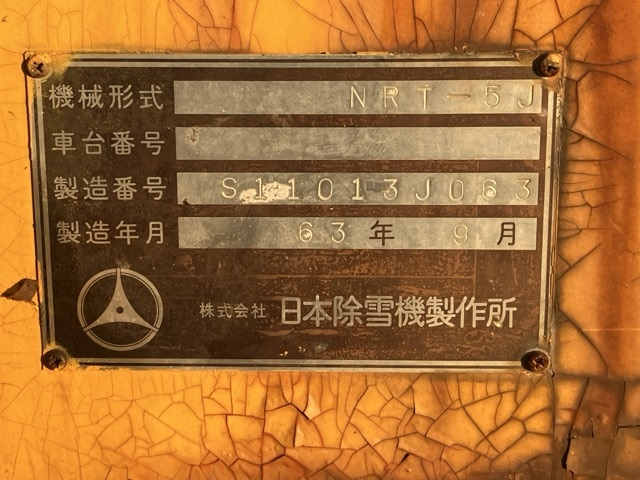 機械形式 NRT-5J
車台番号
製造番号 S11013J063
製造年月 63年 9月
株式会社 日本除雪機製作所